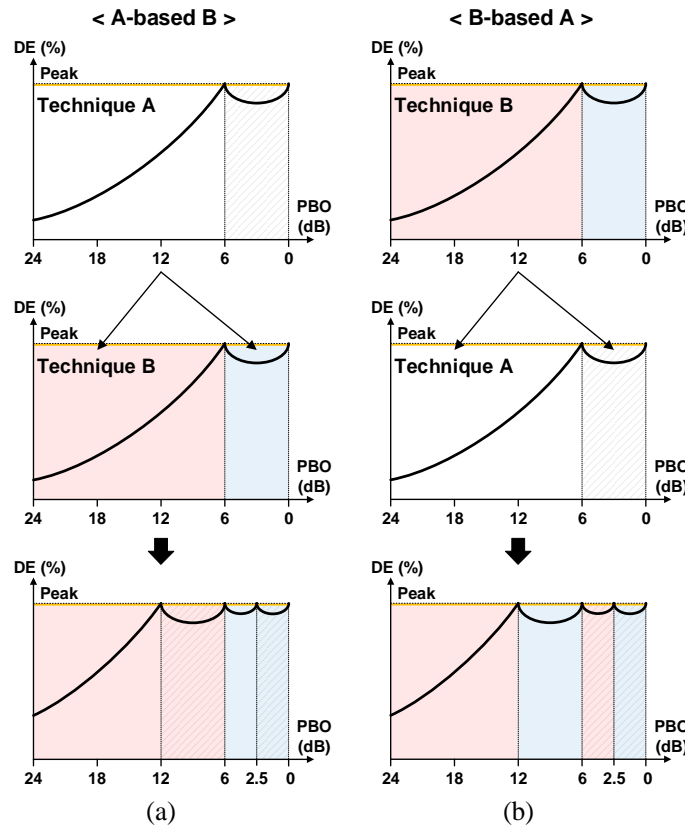 < A-based B >
DE (%)
Peak
Technique A
PBO
(dB)
24 18 12 6 0
DE (%)
Peak
Technique B
PBO
(dB)
24 18 12 6 0
DE (%)
Peak
PBO
(dB)
24 18 12 6 2.5 0
(a)
< B-based A >
DE (%)
Peak
Technique B
PBO
(dB)
24 18 12 6 0
DE (%)
Peak
Technique A
PBO
(dB)
24 18 12 6 0
DE (%)
Peak
PBO
(dB)
24 18 12 6 2.5 0
(b)